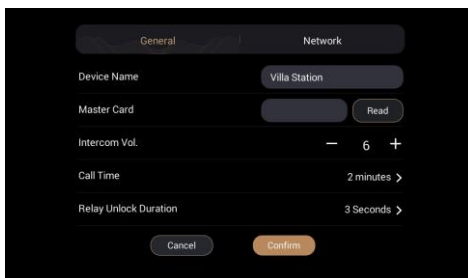 General Network
Device Name Villa Station
Master Card Read
Intercom Vol. − 6 +
Call Time 2 minutes >
Relay Unlock Duration 3 Seconds >
Cancel Confirm